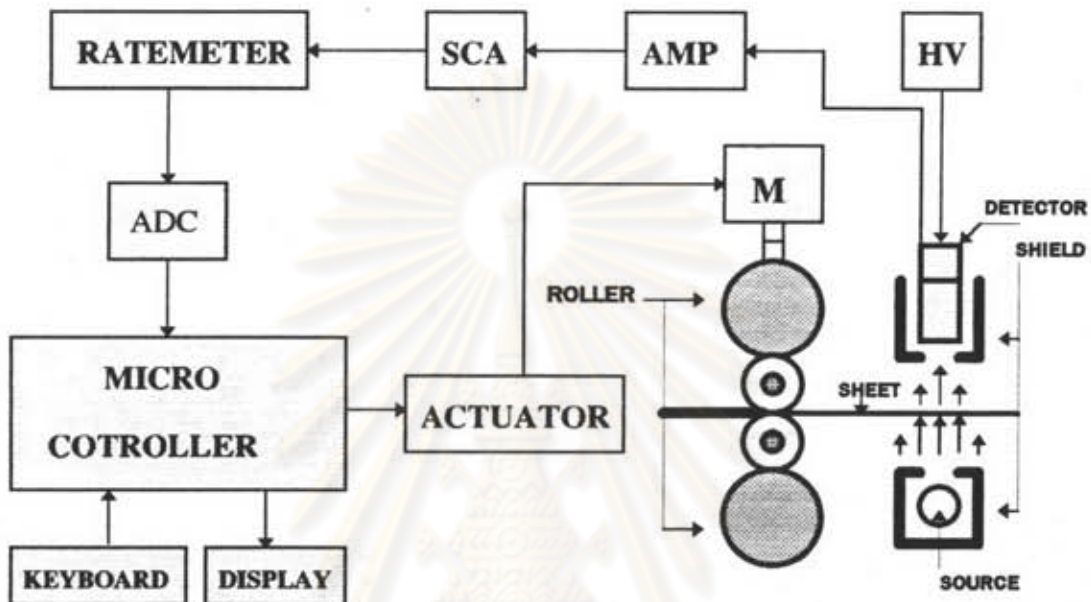 RATEMETER
SCA
AMP
HV
M
ADC
DETECTOR
SHIELD
ROLLER
MICRO
COTROLLER
ACTUATOR
SHEET
KEYBOARD
DISPLAY
SOURCE